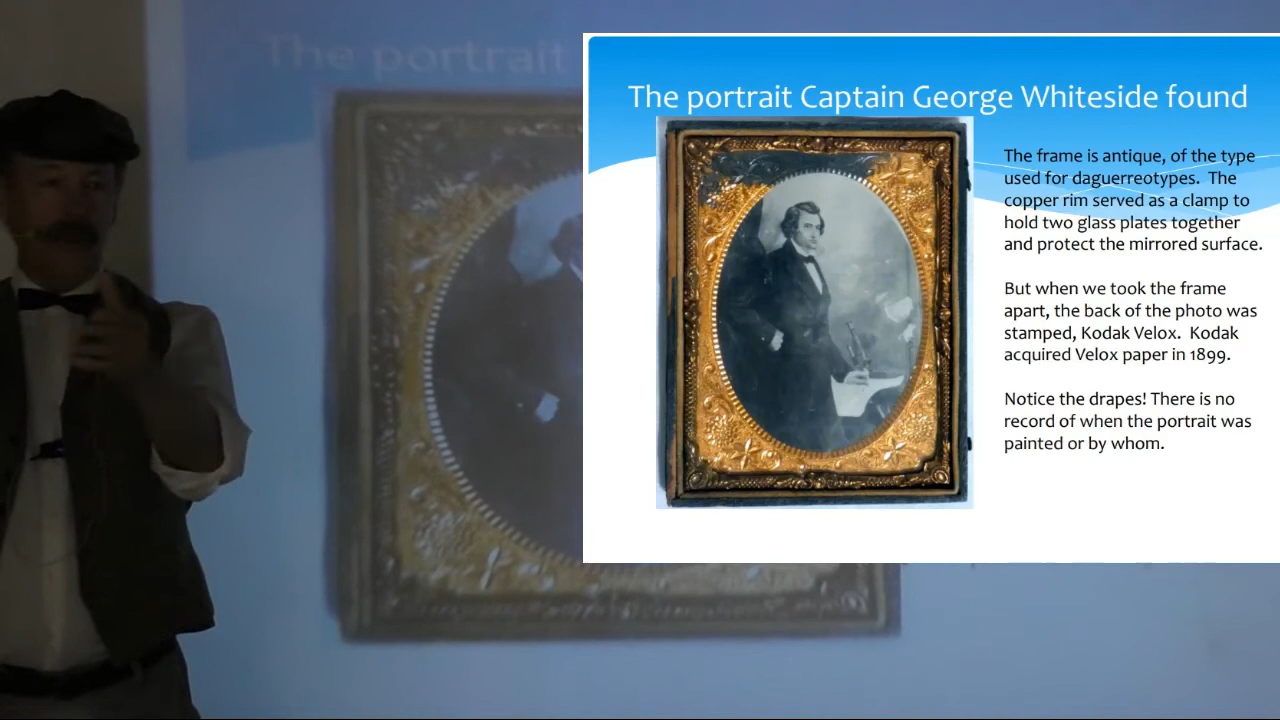 The portrait
The portrait Captain George Whiteside found
The frame is antique, of the type
used for daguerreotypes. The
copper rim served as a clamp to
hold two glass plates together
and protect the mirrored surface.
But when we took the frame
apart, the back of the photo was
stamped, Kodak Velox. Kodak
acquired Velox paper in 1899.
Notice the drapes! There is no
record of when the portrait was
painted or by whom.